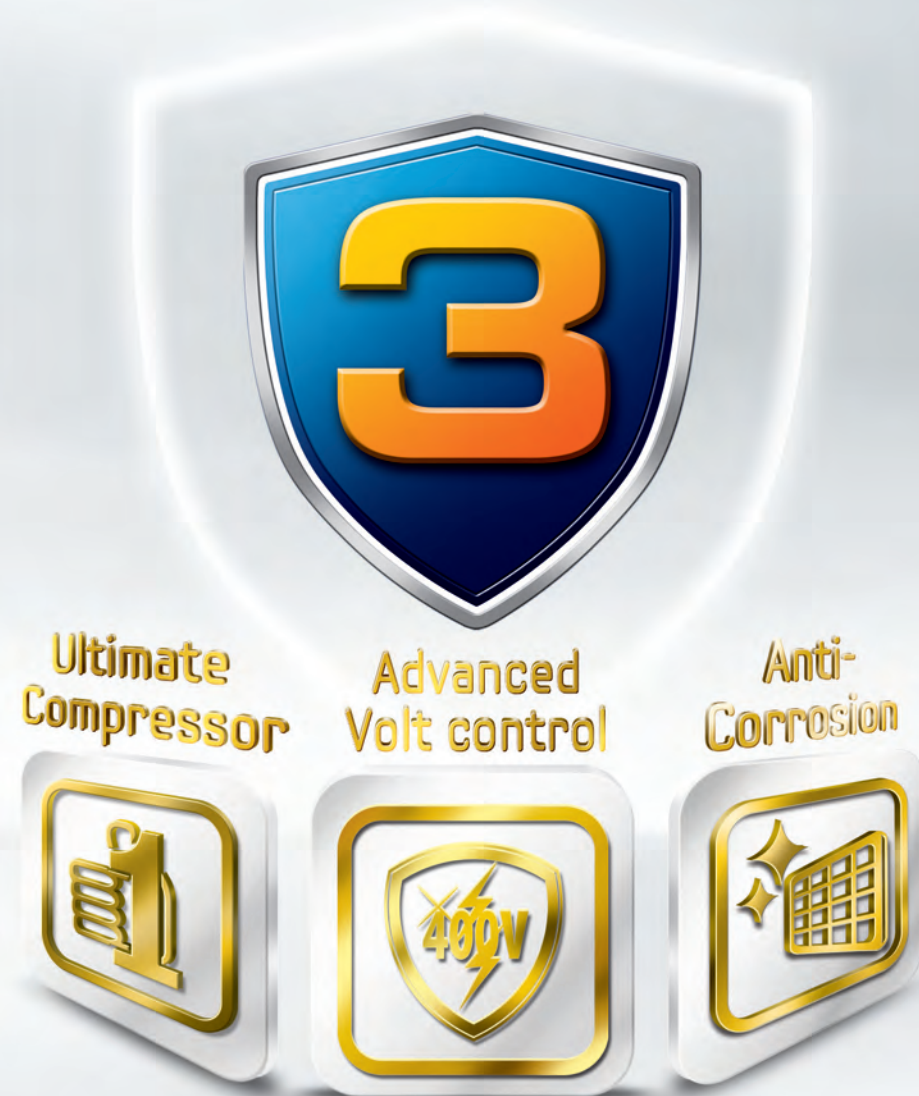 3
Ultimate
Compressor
Advanced
Volt control
Anti-
Corrosion
400V